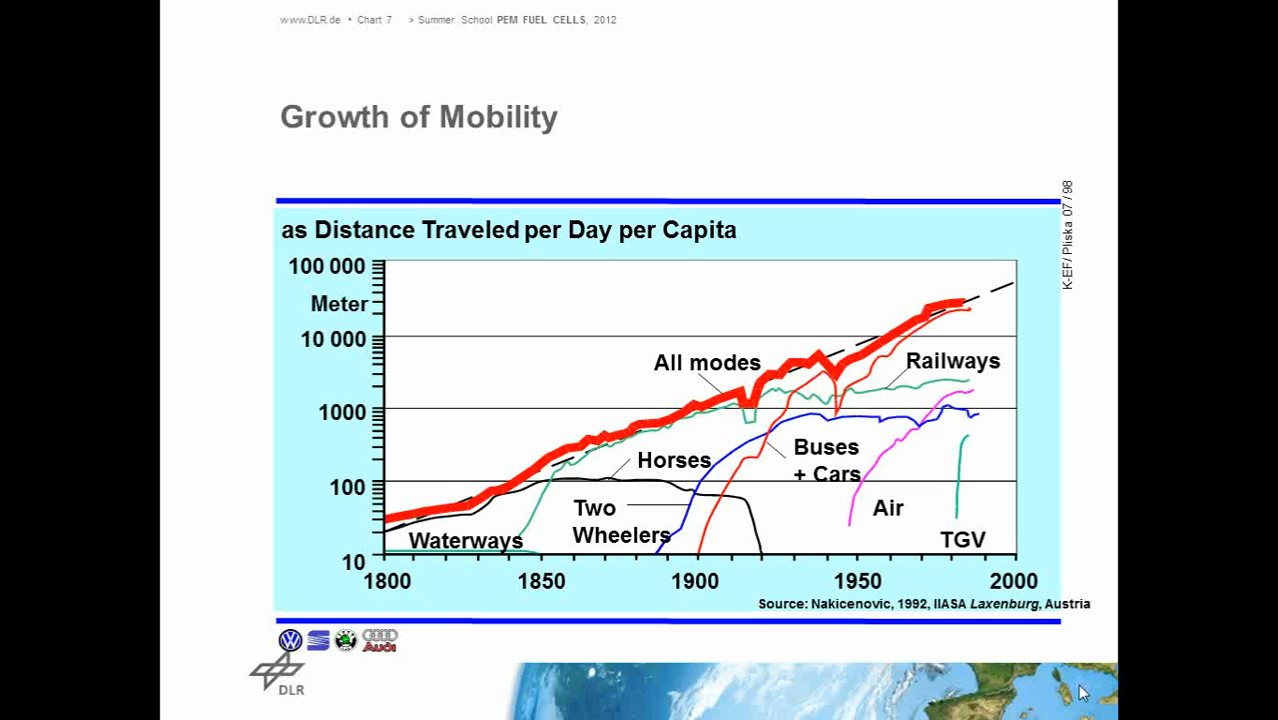 www.DLR.de • Chart 7 > Summer School PEM FUEL CELLS, 2012
Growth of Mobility
K-EF/ Pliska 07 / 98
as Distance Traveled per Day per Capita
100 000
Meter
10 000
1000
100
10
All modes
Railways
Horses
Buses
+ Cars
Two
Wheelers
Air
Waterways
TGV
1800 1850 1900 1950 2000
Source: Nakicenovic, 1992, IIASA Laxenburg, Austria
Audi
DLR